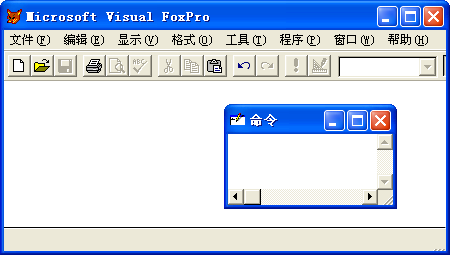 Microsoft Visual FoxPro
文件(F) 编辑(E) 显示(V) 格式(O) 工具(T) 程序(P) 窗口(W) 帮助(H)
ABC
命令